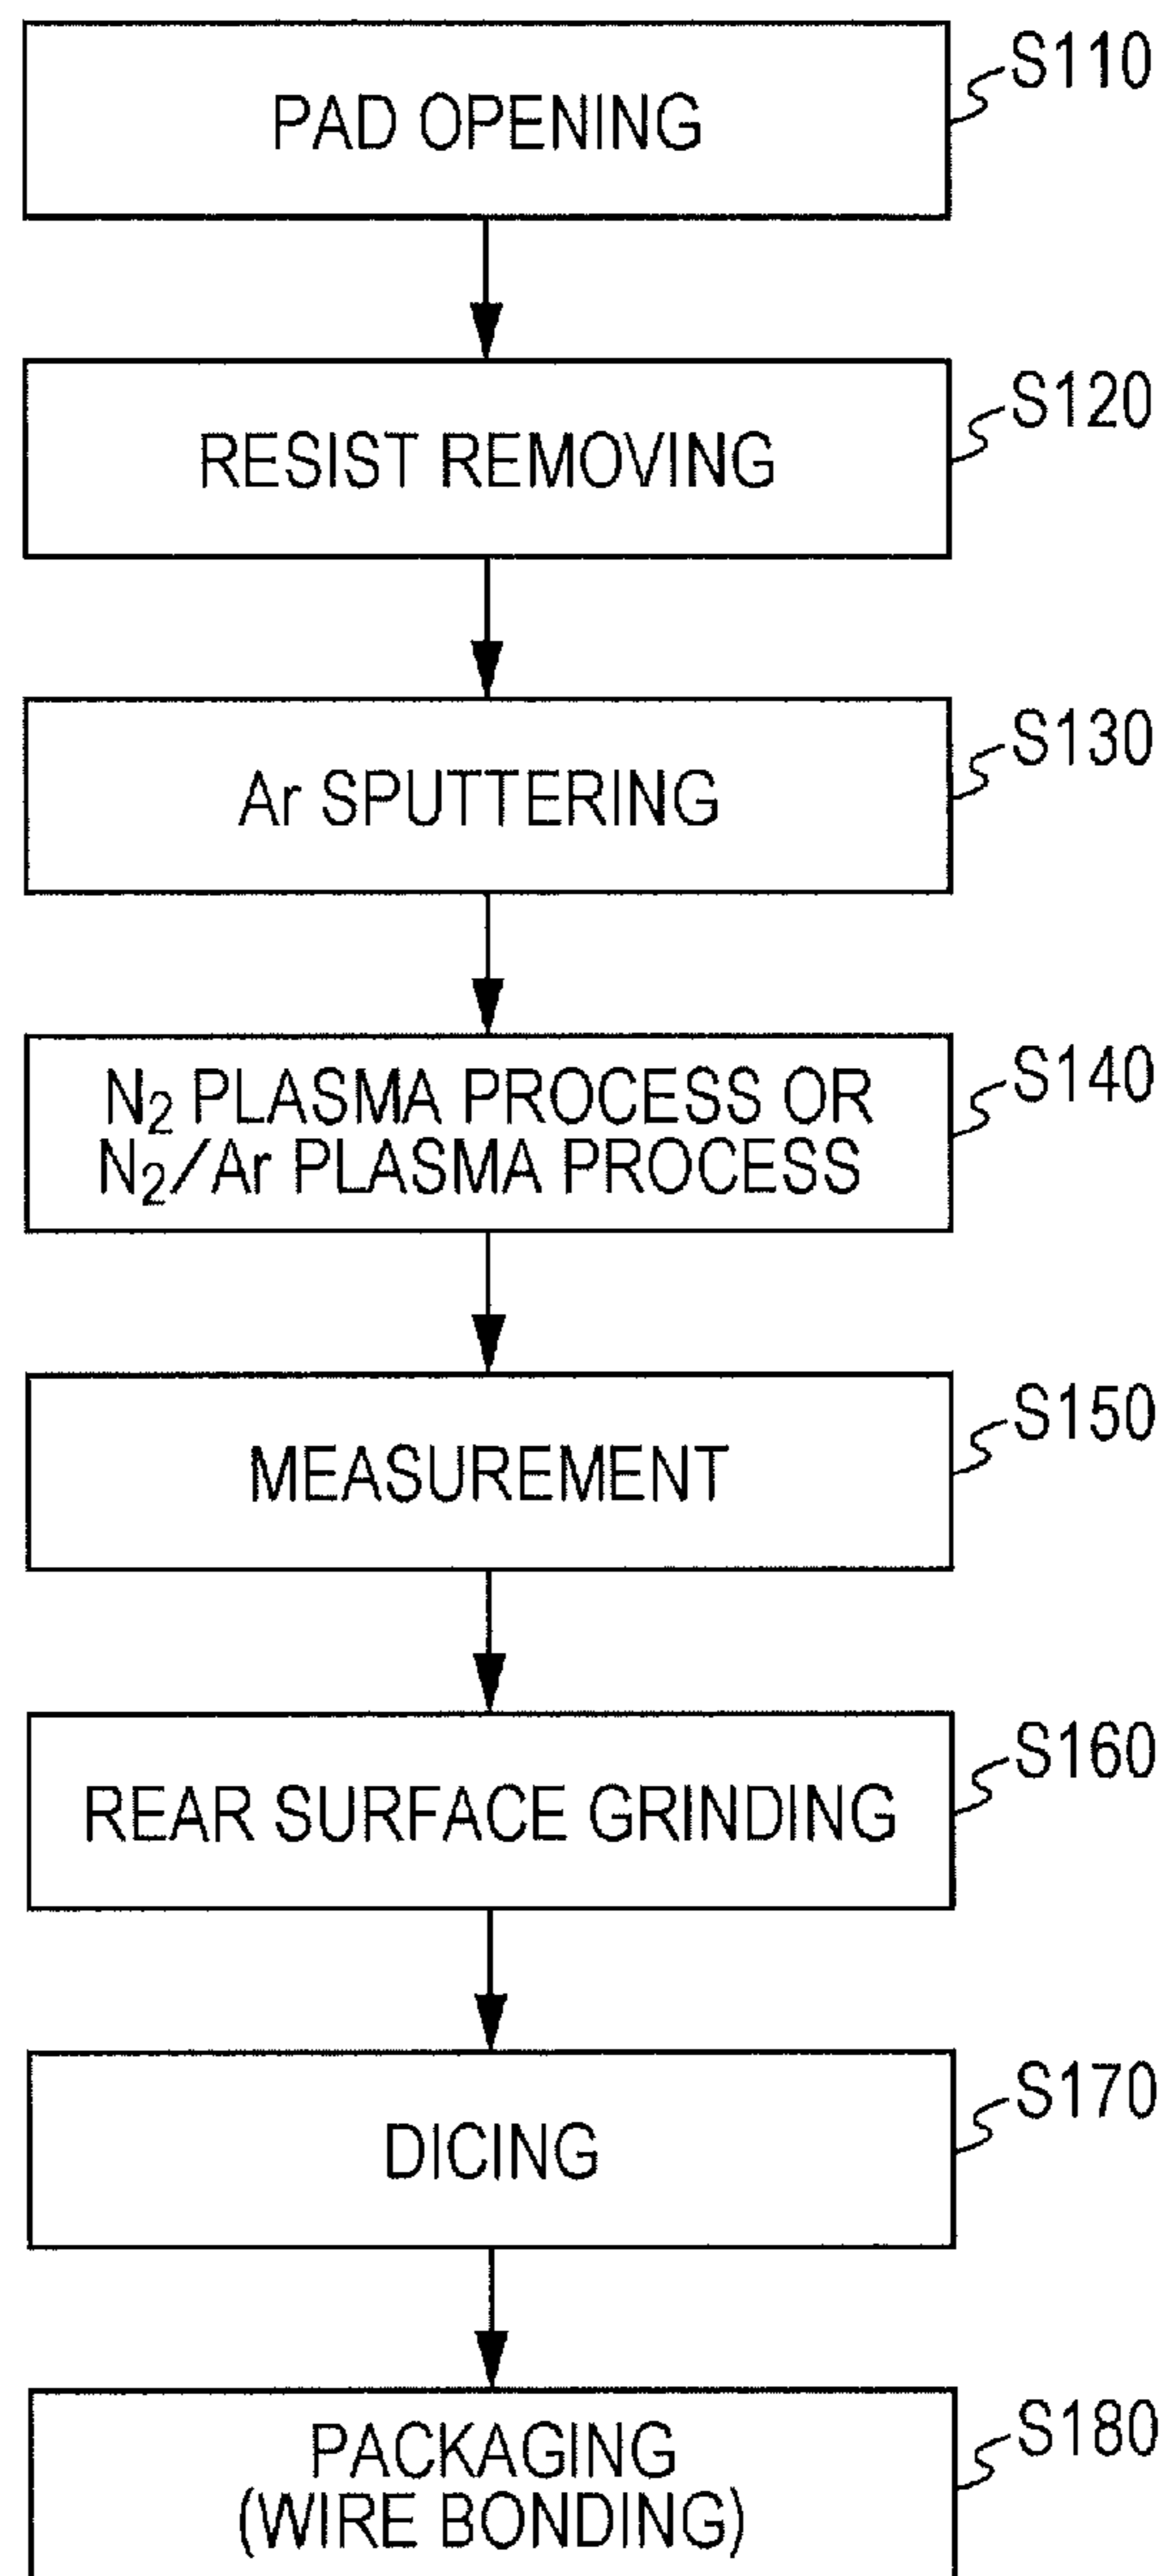 PAD OPENING
S110
RESIST REMOVING
S120
Ar SPUTTERING
S130
N₂ PLASMA PROCESS OR
N₂/Ar PLASMA PROCESS
S140
MEASUREMENT
S150
REAR SURFACE GRINDING
S160
DICING
S170
PACKAGING
(WIRE BONDING)
S180